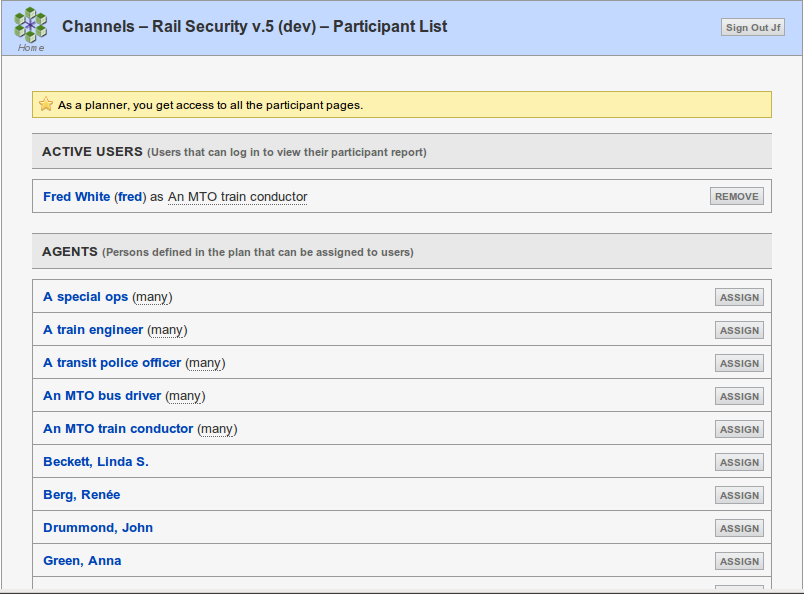 Channels – Rail Security v.5 (dev) – Participant List
Sign Out Jf
Home
As a planner, you get access to all the participant pages.
ACTIVE USERS (Users that can log in to view their participant report)
Fred White (fred) as An MTO train conductor
REMOVE
AGENTS (Persons defined in the plan that can be assigned to users)
A special ops (many)
ASSIGN
A train engineer (many)
ASSIGN
A transit police officer (many)
ASSIGN
An MTO bus driver (many)
ASSIGN
An MTO train conductor (many)
ASSIGN
Beckett, Linda S.
ASSIGN
Berg, Renée
ASSIGN
Drummond, John
ASSIGN
Green, Anna
ASSIGN